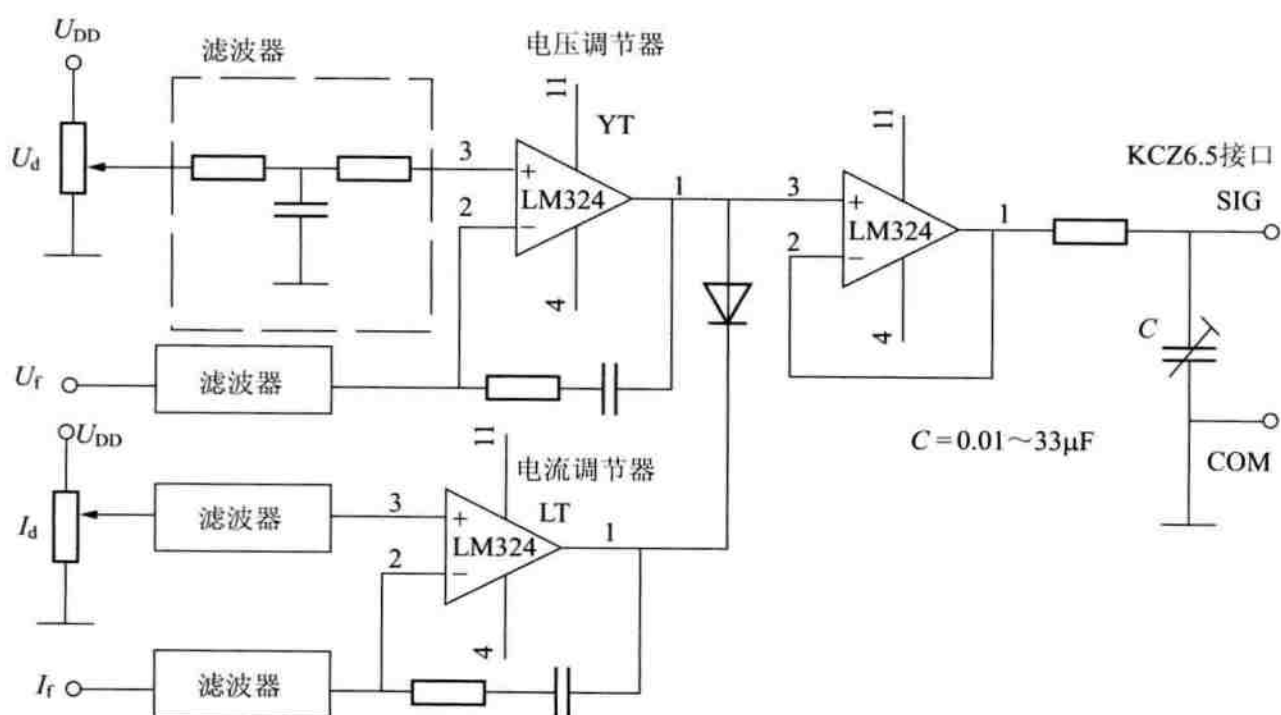 U_DD
滤波器
电压调节器
11
YT
11
KCZ6.5接口
U_d
3
+
LM324
1
3
+
LM324
1
SIG
2
−
2
−
4
4
C
U_f
滤波器
C=0.01～33μF
COM
U_DD
11
电流调节器
LT
I_d
滤波器
3
+
LM324
1
2
−
4
I_f
滤波器